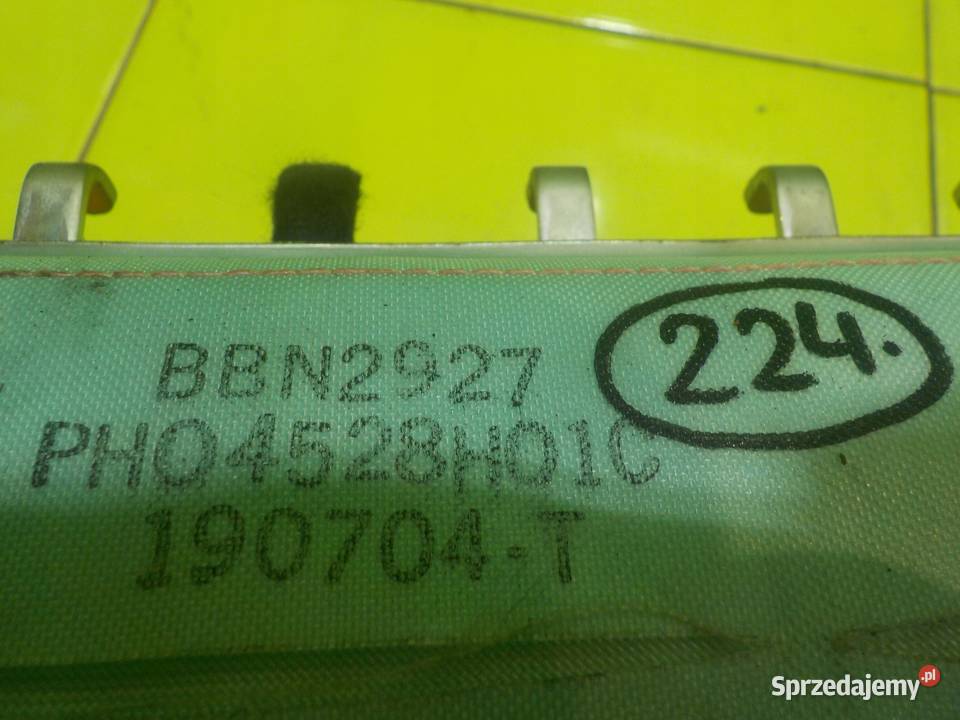 BBN2927
224.
PH04528H01C
190704-T
Sprzedajemy.pl